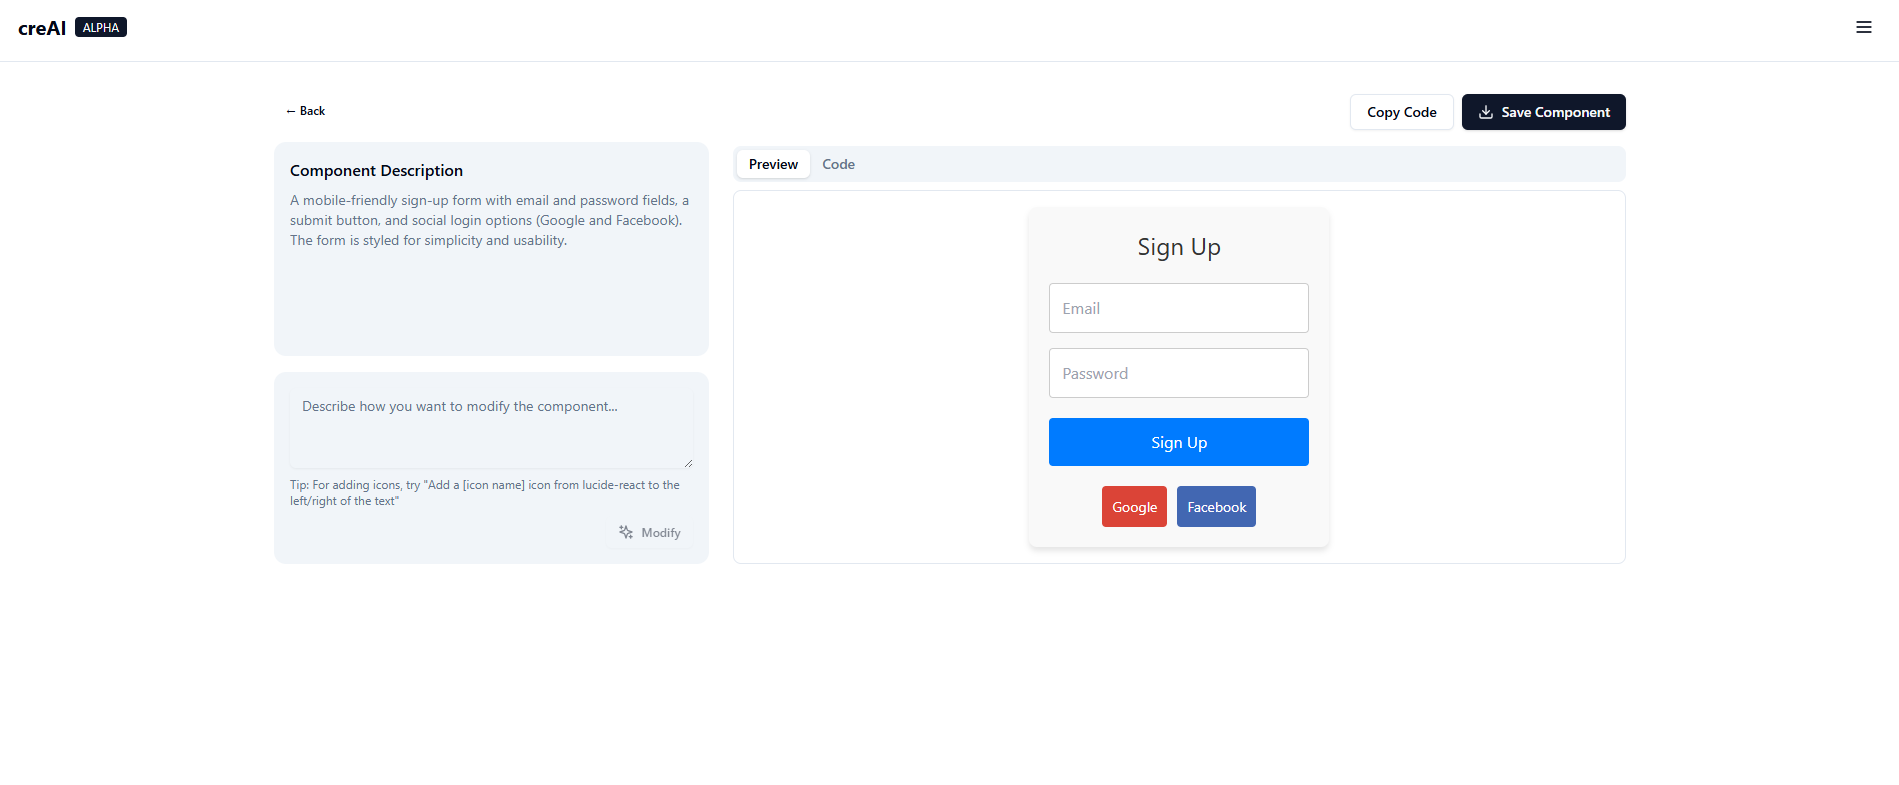 creAI ALPHA
← Back
Copy Code
Save Component
Component Description
A mobile-friendly sign-up form with email and password fields, a
submit button, and social login options (Google and Facebook).
The form is styled for simplicity and usability.
Describe how you want to modify the component...
Tip: For adding icons, try "Add a [icon name] icon from lucide-react to the
left/right of the text"
Modify
Preview Code
Sign Up
Email
Password
Sign Up
Google Facebook